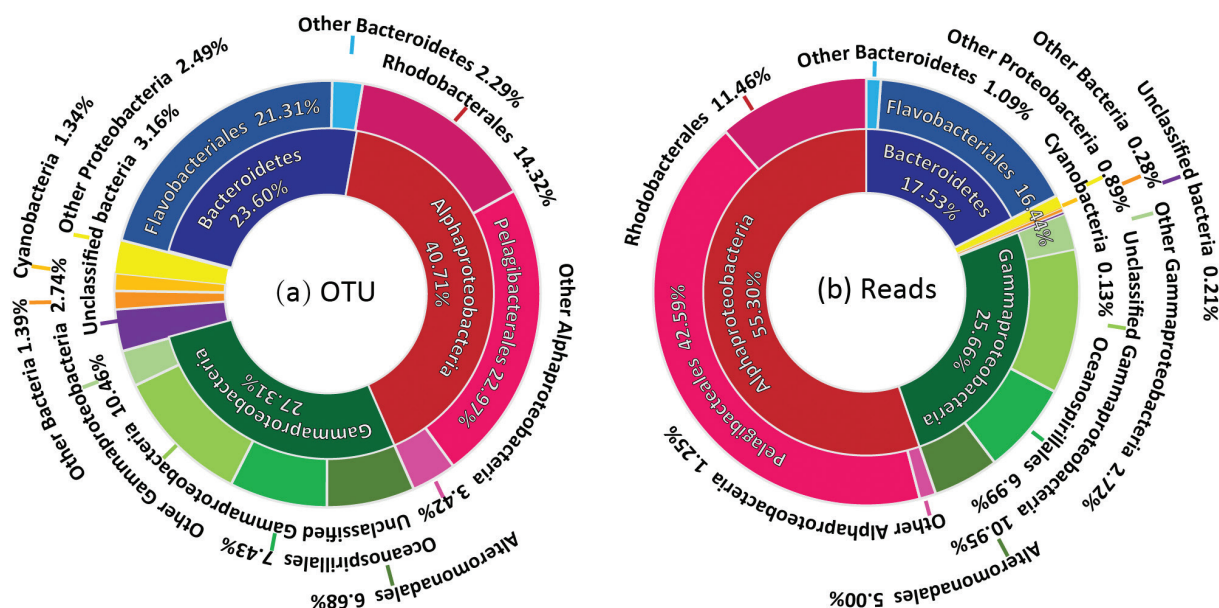 Other Bacteroidetes 2.29%
Rhodobacterales 14.32%
Pelagibacterales 22.97%
Other Alphaproteobacteria 3.42%
Alteromonadales 6.68%
Oceanospirillales 7.43%
Unclassified Gammaproteobacteria 10.46%
Other Gammaproteobacteria 2.74%
Other Bacteria 1.39%
Unclassified bacteria 3.16%
Cyanobacteria 1.34%
Other Proteobacteria 2.49%
Flavobacteriales 21.31%
Bacteroidetes
23.60%
Alphaproteobacteria
40.71%
Gammaproteobacteria
27.31%
(a) OTU
Other Bacteroidetes 1.09%
Flavobacteriales 16.44%
Other Proteobacteria 0.89%
Cyanobacteria 0.13%
Other Bacteria 0.28%
Unclassified bacteria 0.21%
Other Gammaproteobacteria 2.72%
Unclassified Gammaproteobacteria 10.95%
Oceanospirillales 6.99%
Alteromonadales 5.00%
Other Alphaproteobacteria 1.25%
Pelagibacteales 42.59%
Rhodobacterales 11.46%
Bacteroidetes
17.53%
Gammaproteobacteria
25.66%
Alphaproteobacteria
55.30%
(b) Reads